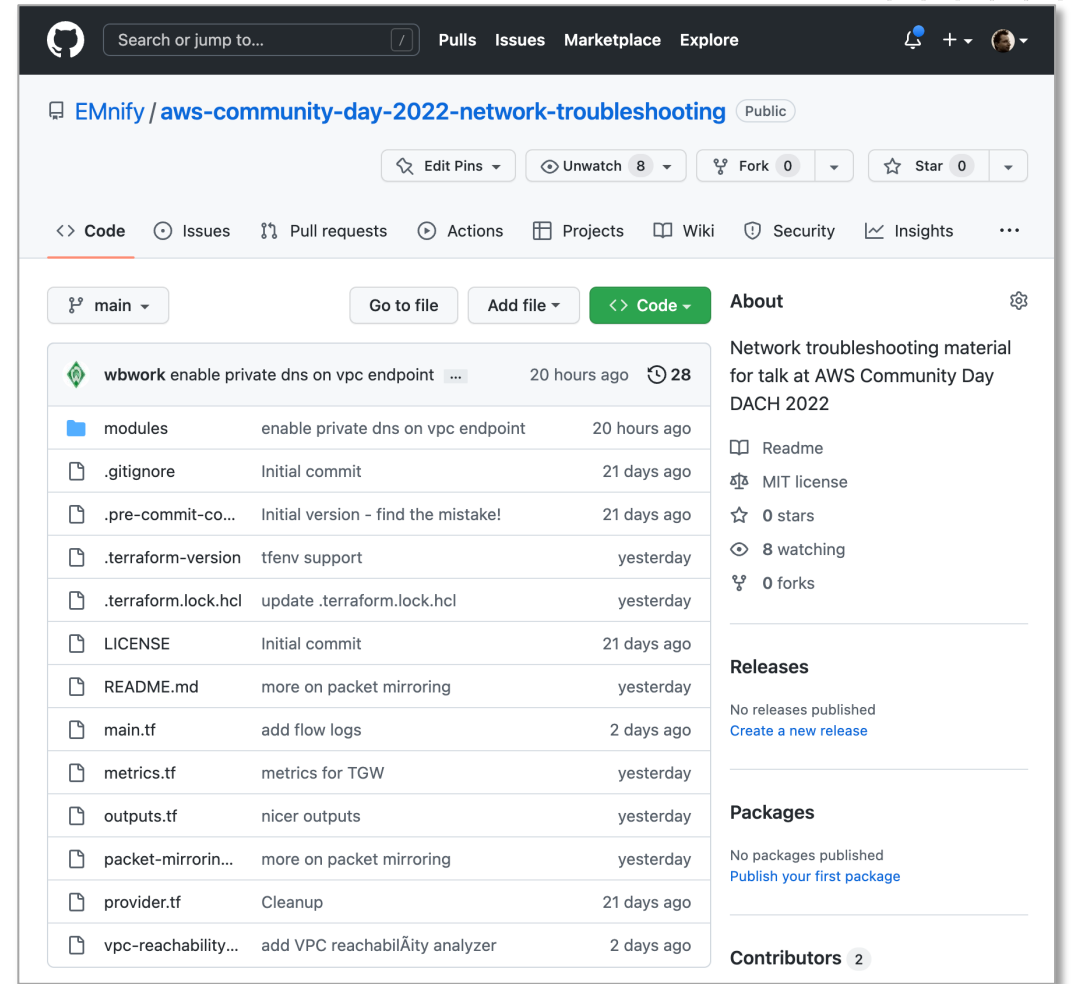 Search or jump to... /
Pulls Issues Marketplace Explore
EMnify / aws-community-day-2022-network-troubleshooting Public
Edit Pins Unwatch 8 Fork 0 Star 0
Code Issues Pull requests Actions Projects Wiki Security Insights ...
main Go to file Add file Code
wbwork enable private dns on vpc endpoint ... 20 hours ago 28
modules enable private dns on vpc endpoint 20 hours ago
.gitignore Initial commit 21 days ago
.pre-commit-co... Initial version - find the mistake! 21 days ago
.terraform-version tfenv support yesterday
.terraform.lock.hcl update .terraform.lock.hcl yesterday
LICENSE Initial commit 21 days ago
README.md more on packet mirroring yesterday
main.tf add flow logs 2 days ago
metrics.tf metrics for TGW yesterday
outputs.tf nicer outputs yesterday
packet-mirrorin... more on packet mirroring yesterday
provider.tf Cleanup 21 days ago
vpc-reachability... add VPC reachabilÃity analyzer 2 days ago
About
Network troubleshooting material
for talk at AWS Community Day
DACH 2022
Readme
MIT license
0 stars
8 watching
0 forks
Releases
No releases published
Create a new release
Packages
No packages published
Publish your first package
Contributors 2